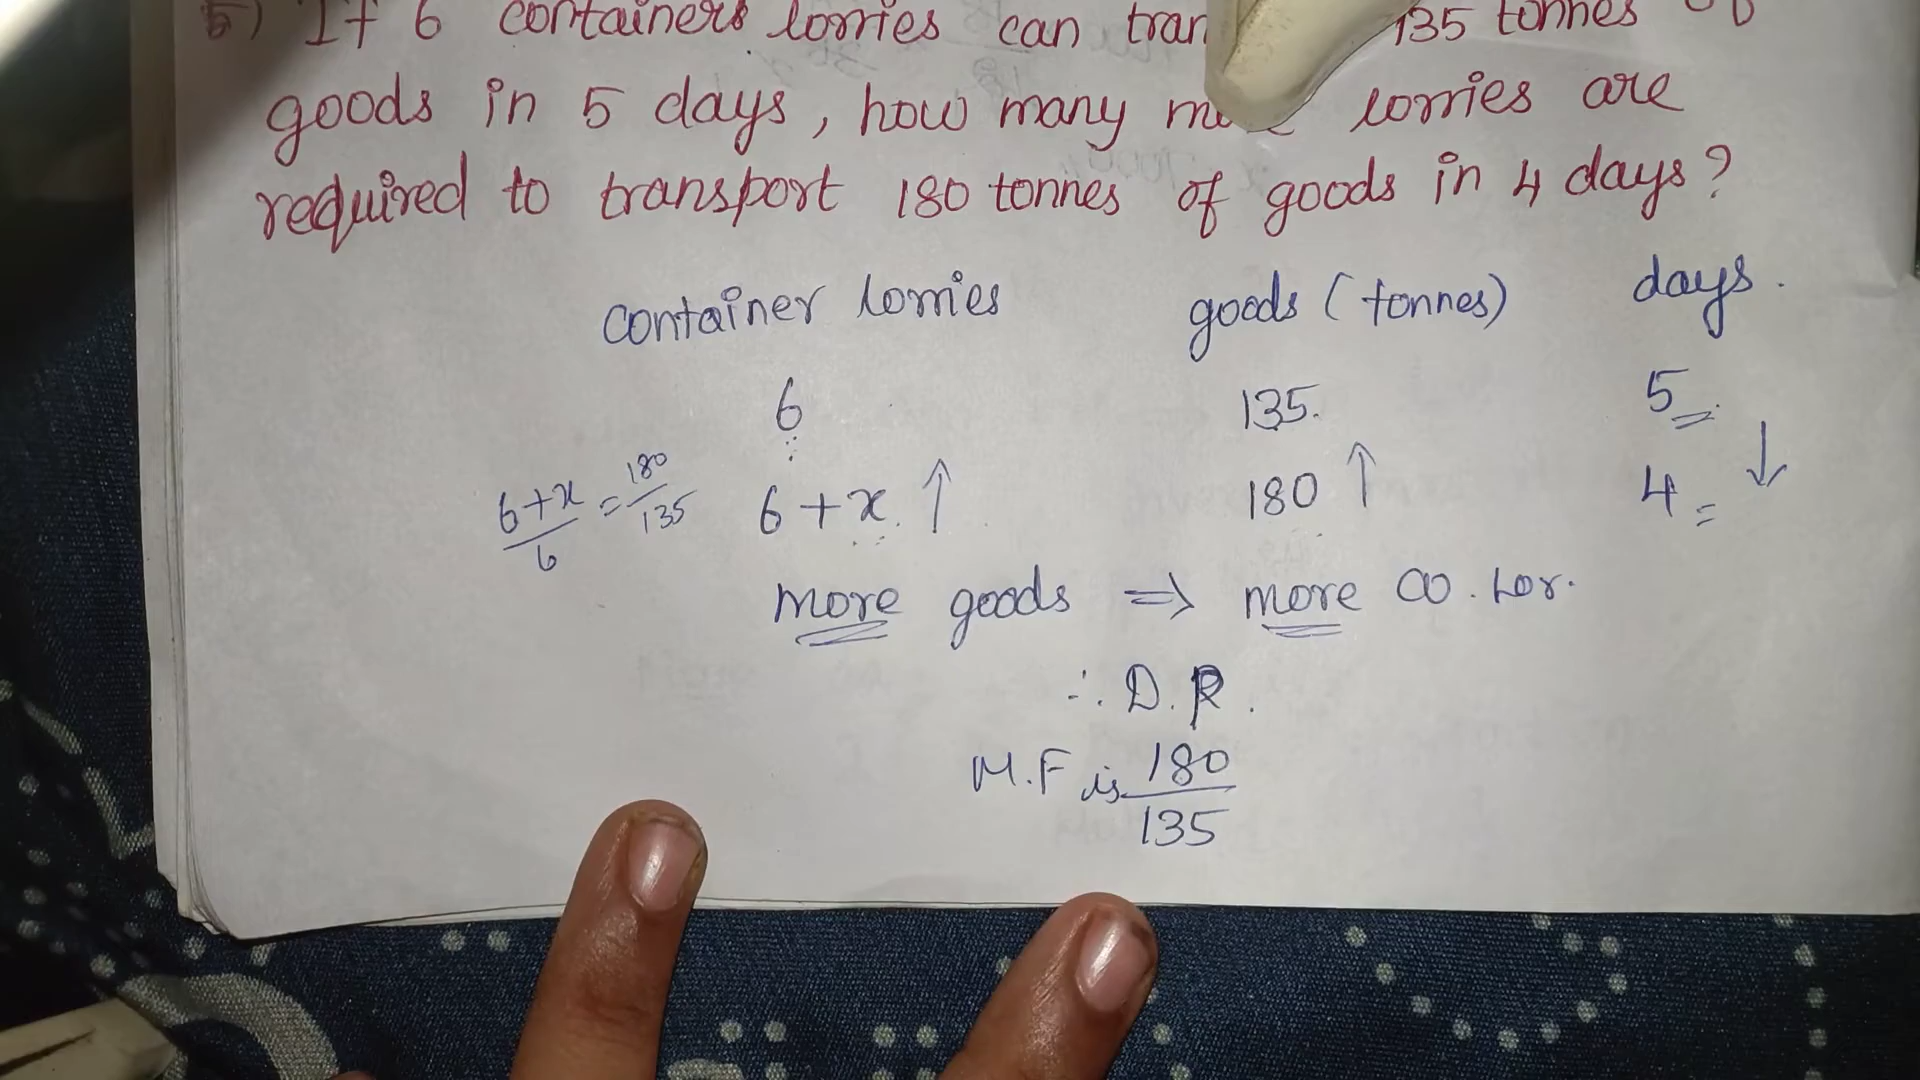 5) If 6 containers lorries can 135 tonnes of
goods in 5 days, how many lorries are
required to transport 180 tonnes of goods in 4 days?
container lorries goods (tonnes) days.
6 135. 5
6+x/6 = 180/135 6+x. ↑ 180 ↑ 4 ↓
more goods ⇒ more co. Lor.
∴ D.P.
M.F is 180/135